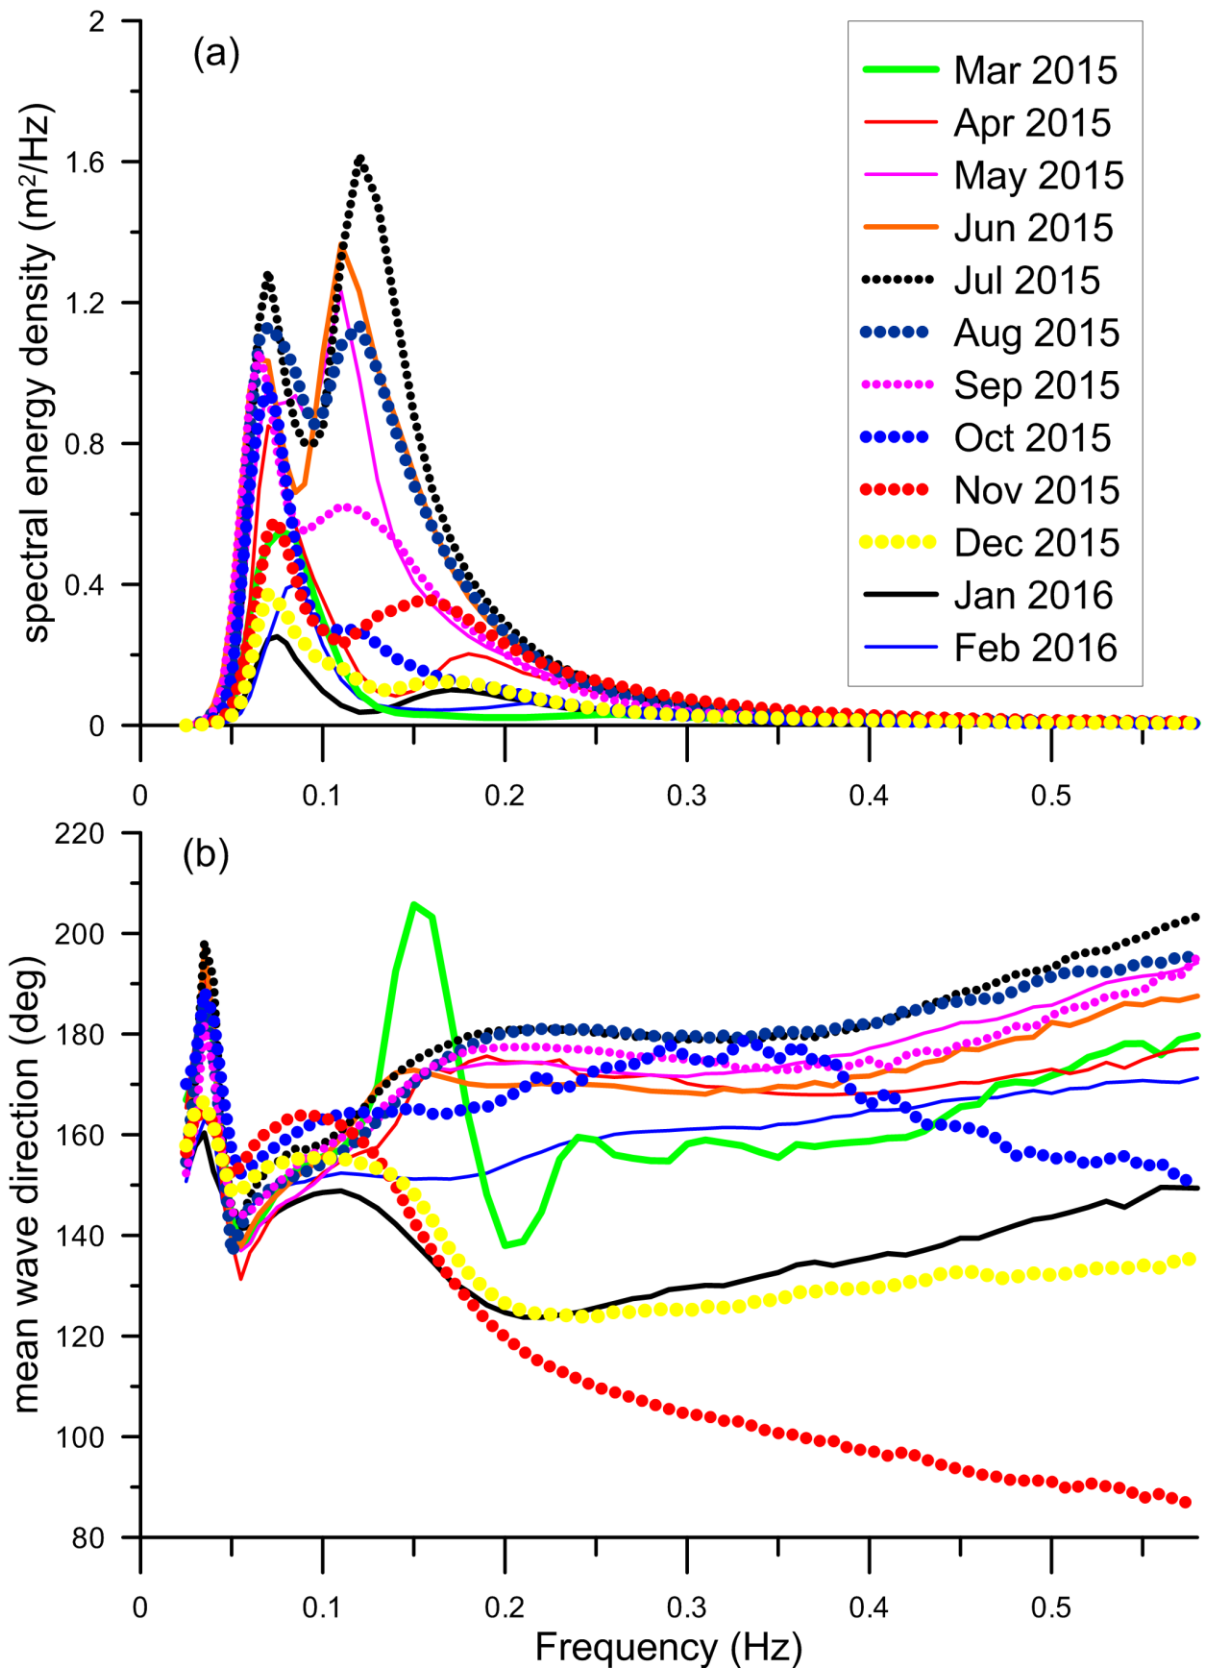 (a)
spectral energy density (m²/Hz)
2
1.6
1.2
0.8
0.4
0
0 0.1 0.2 0.3 0.4 0.5
Mar 2015
Apr 2015
May 2015
Jun 2015
Jul 2015
Aug 2015
Sep 2015
Oct 2015
Nov 2015
Dec 2015
Jan 2016
Feb 2016
(b)
mean wave direction (deg)
220
200
180
160
140
120
100
80
0 0.1 0.2 0.3 0.4 0.5
Frequency (Hz)